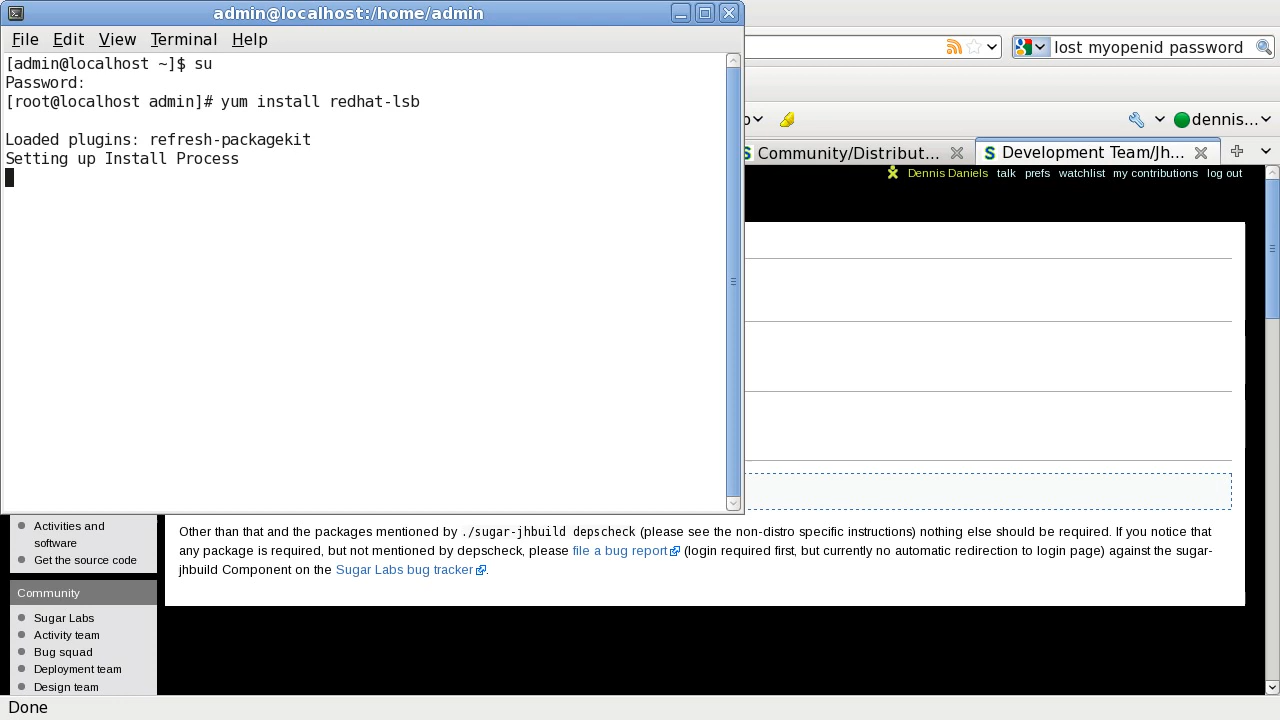 admin@localhost:/home/admin
File Edit View Terminal Help
[admin@localhost ~]$ su
Password:
[root@localhost admin]# yum install redhat-lsb
Loaded plugins: refresh-packagekit
Setting up Install Process
lost myopenid password
dennis...
Community/Distribut...
Development Team/Jh...
Dennis Daniels talk prefs watchlist my contributions log out
Other than that and the packages mentioned by ./sugar-jhbuild depscheck (please see the non-distro specific instructions) nothing else should be required. If you notice that
any package is required, but not mentioned by depscheck, please file a bug report (login required first, but currently no automatic redirection to login page) against the sugar-
jhbuild Component on the Sugar Labs bug tracker.
Activities and
software
Get the source code
Community
Sugar Labs
Activity team
Bug squad
Deployment team
Design team
Done